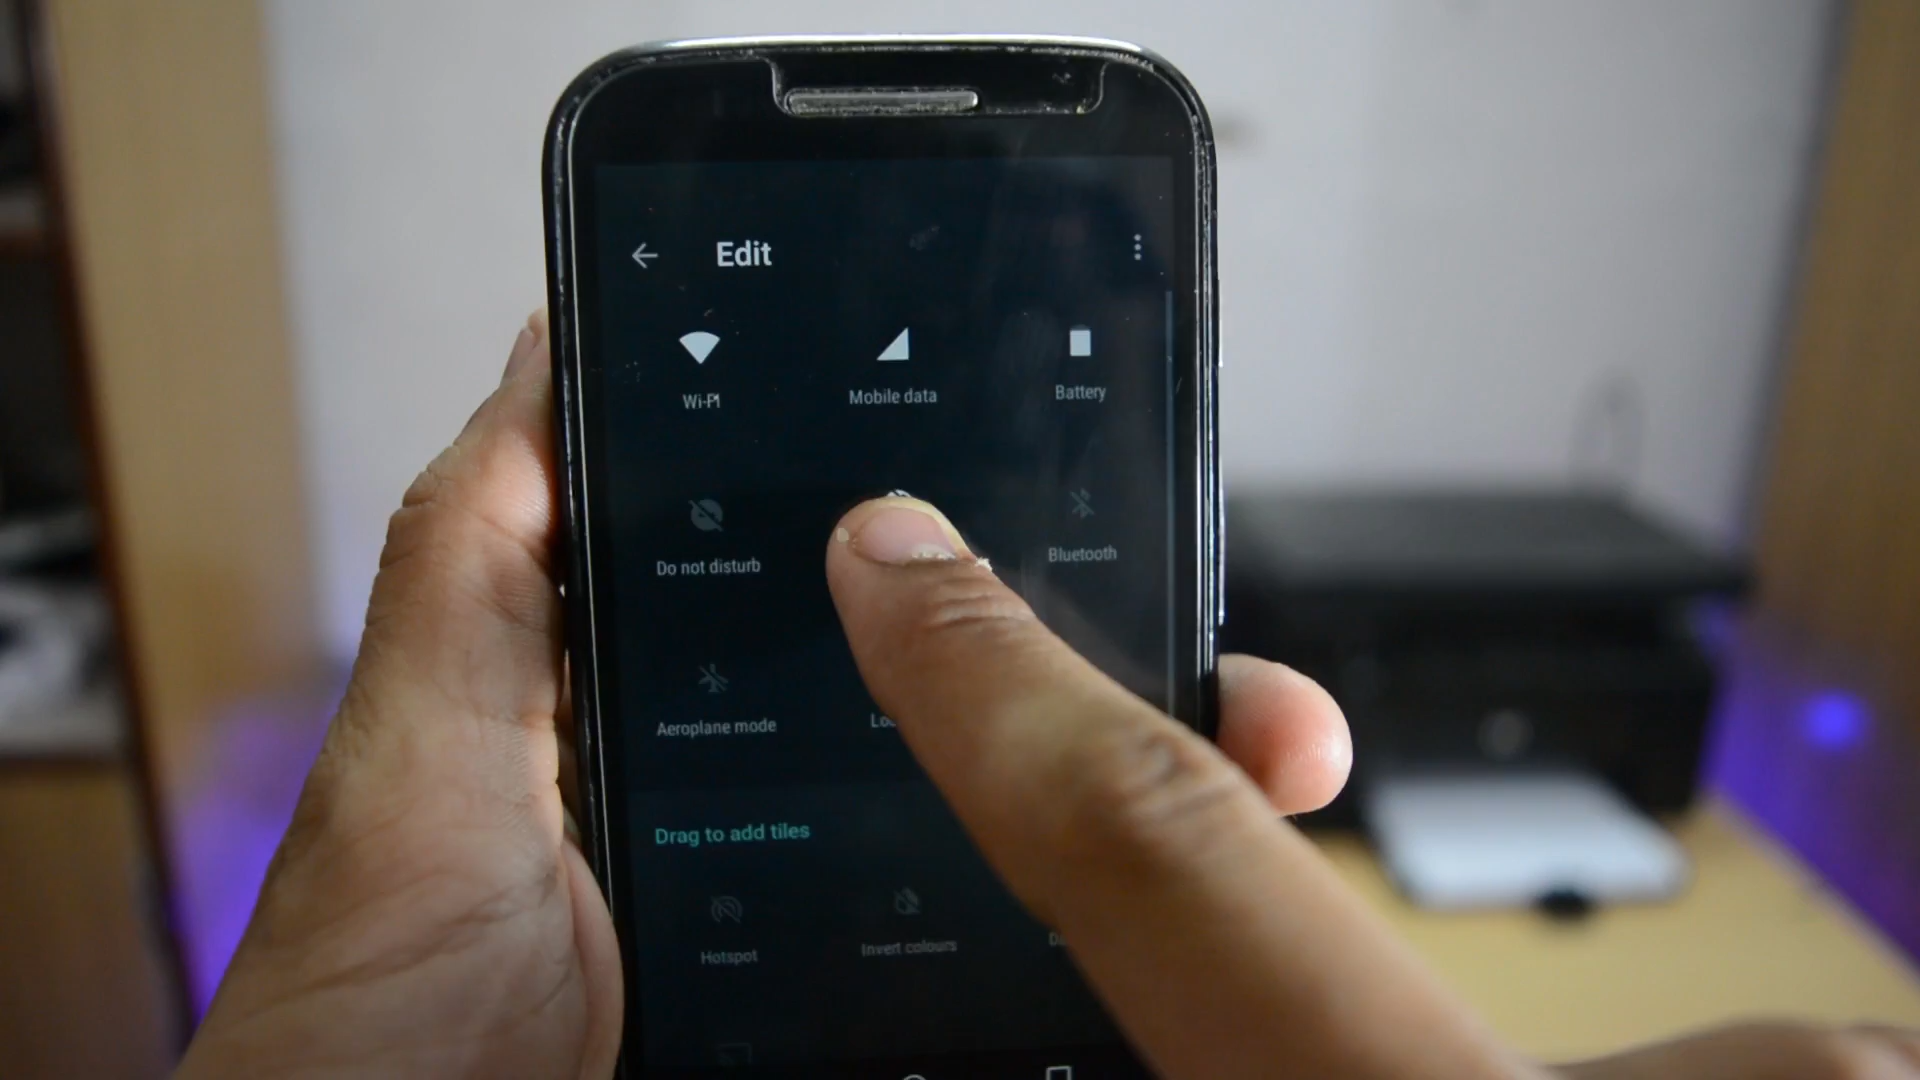 Edit
Wi-Fi
Mobile data
Battery
Do not disturb
Bluetooth
Aeroplane mode
Drag to add tiles
Hotspot
Invert colours